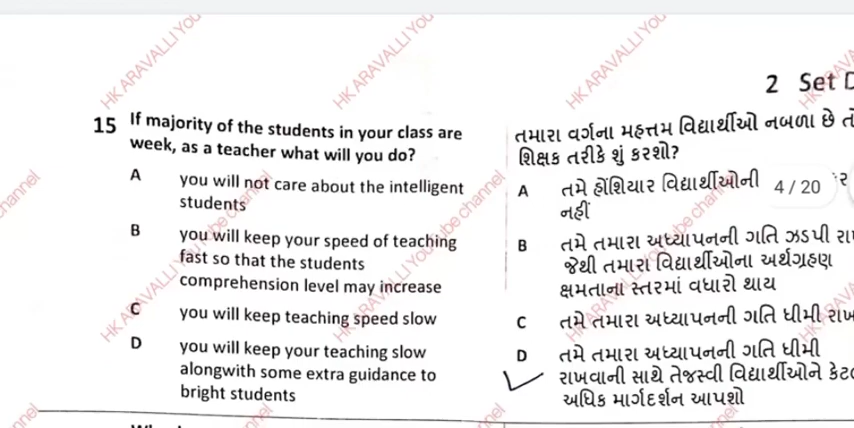 2 Set D
15 If majority of the students in your class are
week, as a teacher what will you do?
A you will not care about the intelligent
students
B you will keep your speed of teaching
fast so that the students
comprehension level may increase
C you will keep teaching speed slow
D you will keep your teaching slow
alongwith some extra guidance to
bright students
તમારા વર્ગના મહત્તમ વિદ્યાર્થીઓ નબળા છે
શિક્ષક તરીકે શું કરશો?
A તમે હોંશિયાર વિદ્યાર્થીઓની
નહીં
4 / 20
B તમે તમારા અધ્યાપનની ગતિ ઝડપી
જેથી તમારા વિદ્યાર્થીઓના અર્થગ્રહણ
ક્ષમતાના સ્તરમાં વધારો થાય
C તમે તમારા અધ્યાપનની ગતિ ધીમી
D તમે તમારા અધ્યાપનની ગતિ ધીમી
રાખવાની સાથે તેજસ્વી વિદ્યાર્થીઓને
અધિક માર્ગદર્શન આપશો
HK ARAVALLI YouTube channel